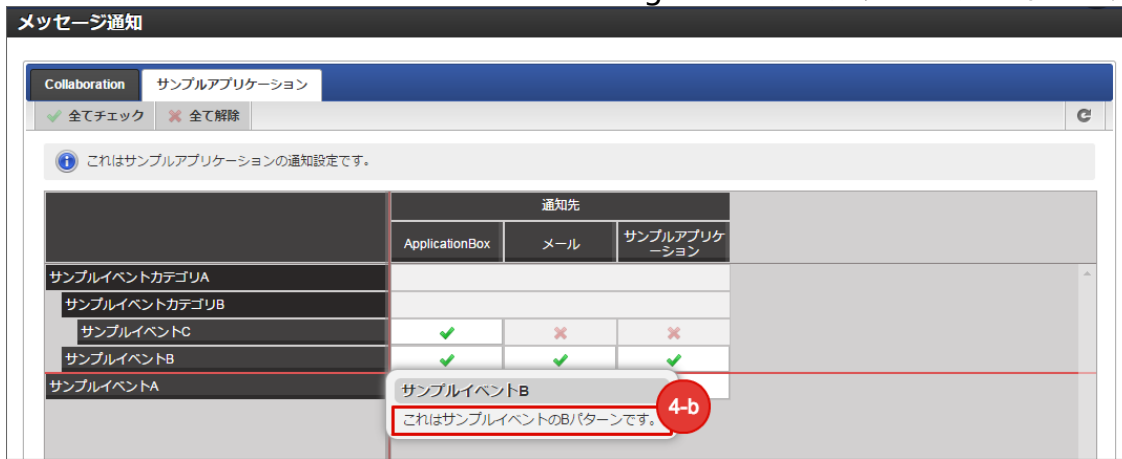 メッセージ通知
Collaboration サンプルアプリケーション
全てチェック 全て解除
これはサンプルアプリケーションの通知設定です。
通知先
ApplicationBox メール サンプルアプリケ
ーション
サンプルイベントカテゴリA
サンプルイベントカテゴリB
サンプルイベントC
サンプルイベントB
サンプルイベントA
サンプルイベントB
4-b
これはサンプルイベントのBパターンです。